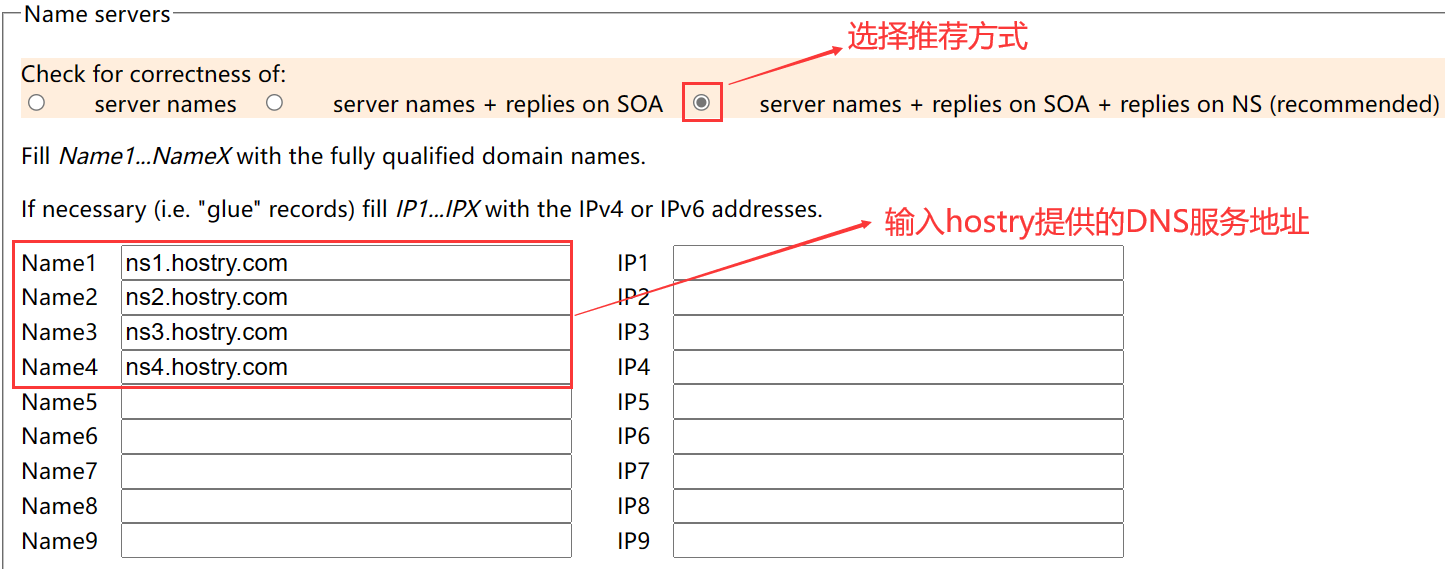 Name servers
选择推荐方式
Check for correctness of:
server names server names + replies on SOA server names + replies on SOA + replies on NS (recommended)
Fill Name1...NameX with the fully qualified domain names.
If necessary (i.e. "glue" records) fill IP1...IPX with the IPv4 or IPv6 addresses.
输入hostry提供的DNS服务地址
Name1 ns1.hostry.com IP1
Name2 ns2.hostry.com IP2
Name3 ns3.hostry.com IP3
Name4 ns4.hostry.com IP4
Name5 IP5
Name6 IP6
Name7 IP7
Name8 IP8
Name9 IP9